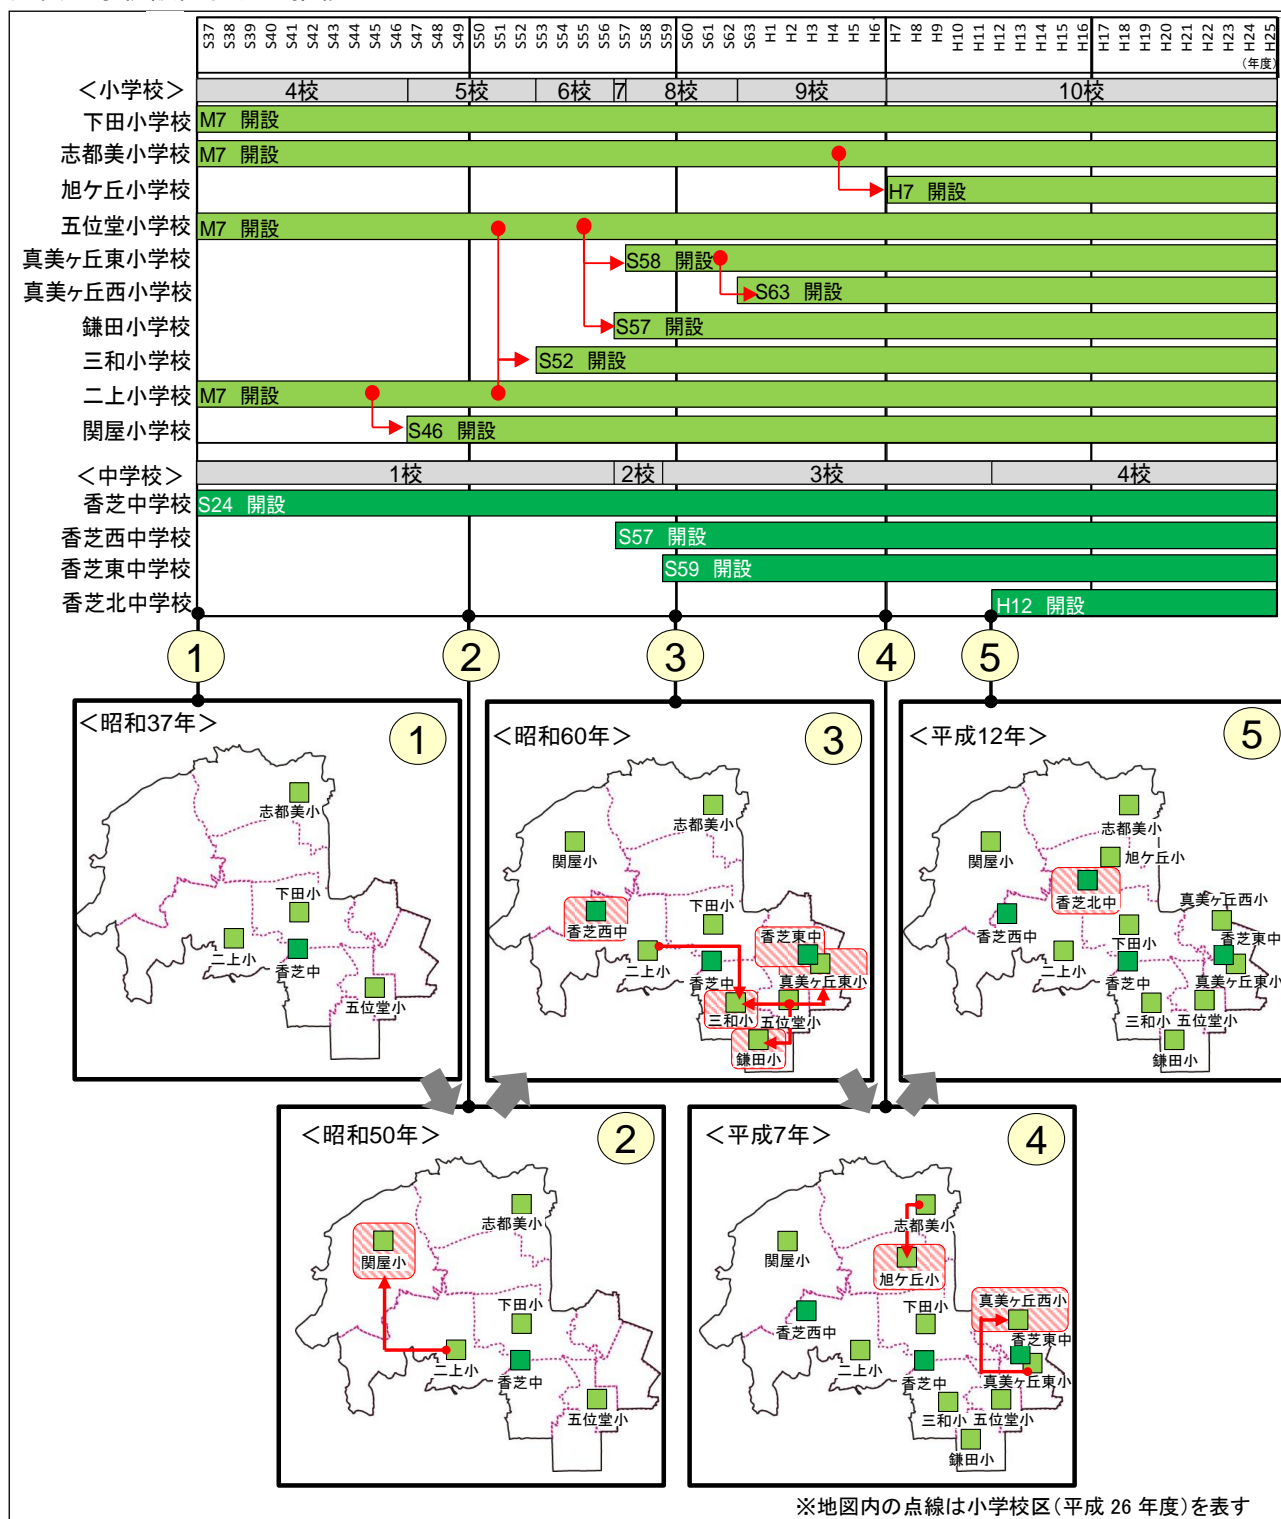 S37 S38 S39 S40 S41 S42 S43 S44 S45 S46 S47 S48 S49 S50 S51 S52 S53 S54 S55 S56 S57 S58 S59 S60 S61 S62 S63 H1 H2 H3 H4 H5 H6 H7 H8 H9 H10 H11 H12 H13 H14 H15 H16 H17 H18 H19 H20 H21 H22 H23 H24 H25
(年度)
＜小学校＞ 4校 5校 6校 7 8校 9校 10校
下田小学校 M7 開設
志都美小学校 M7 開設
旭ケ丘小学校 H7 開設
五位堂小学校 M7 開設
真美ヶ丘東小学校 S58 開設
真美ヶ丘西小学校 S63 開設
鎌田小学校 S57 開設
三和小学校 S52 開設
二上小学校 M7 開設
関屋小学校 S46 開設
＜中学校＞ 1校 2校 3校 4校
香芝中学校 S24 開設
香芝西中学校 S57 開設
香芝東中学校 S59 開設
香芝北中学校 H12 開設
1 2 3 4 5
＜昭和37年＞ 1
志都美小
下田小
二上小
香芝中
五位堂小
＜昭和60年＞ 3
志都美小
関屋小
下田小
香芝西中
香芝東中
二上小
香芝中
真美ヶ丘東小
三和小
五位堂小
鎌田小
＜平成12年＞ 5
志都美小
関屋小
旭ケ丘小
香芝北中
真美ヶ丘西小
香芝西中
下田小
香芝東中
二上小
香芝中
真美ヶ丘東小
三和小
五位堂小
鎌田小
＜昭和50年＞ 2
志都美小
関屋小
下田小
二上小
香芝中
五位堂小
＜平成7年＞ 4
志都美小
関屋小
旭ケ丘小
真美ヶ丘西小
下田小
香芝西中
香芝東中
二上小
香芝中
真美ヶ丘東小
三和小
五位堂小
鎌田小
※地図内の点線は小学校区(平成 26 年度)を表す